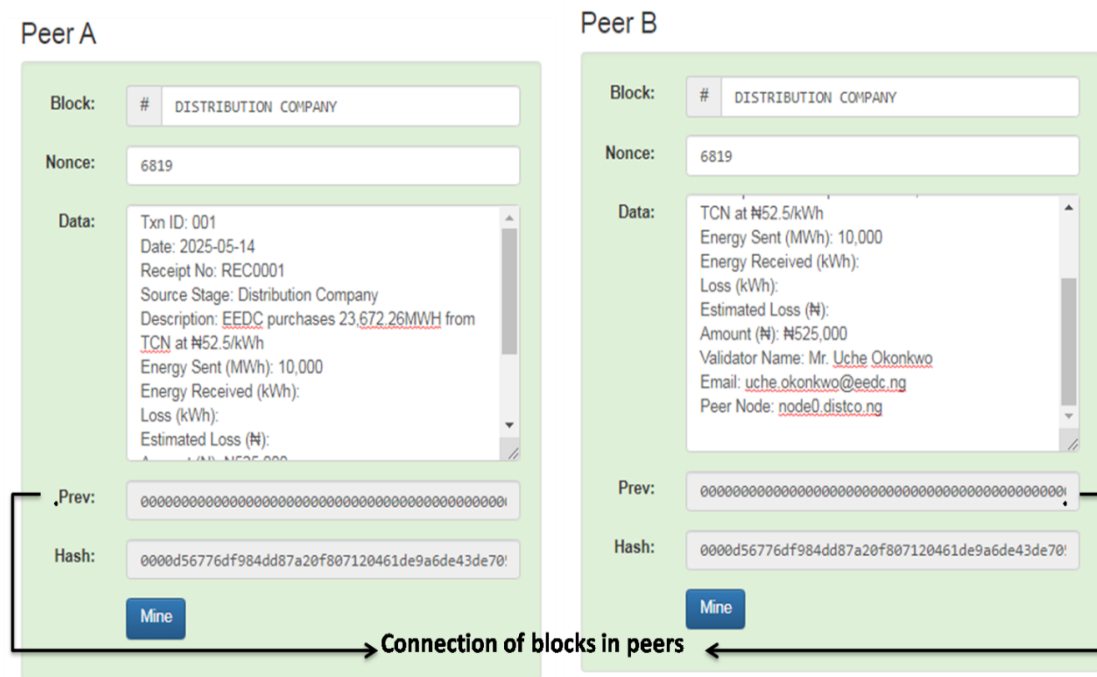 Peer A
Block:
# DISTRIBUTION COMPANY
Nonce:
6819
Data:
Txn ID: 001
Date: 2025-05-14
Receipt No: REC0001
Source Stage: Distribution Company
Description: EEDC purchases 23,672.26MWH from
TCN at ₦52.5/kWh
Energy Sent (MWh): 10,000
Energy Received (kWh):
Loss (kWh):
Estimated Loss (₦):
Amount (₦): ₦525,000
Prev:
00000000000000000000000000000000000000000000000
Hash:
0000d56776df984dd87a20f807120461de9a6de43de70
Mine
Peer B
Block:
# DISTRIBUTION COMPANY
Nonce:
6819
Data:
TCN at ₦52.5/kWh
Energy Sent (MWh): 10,000
Energy Received (kWh):
Loss (kWh):
Estimated Loss (₦):
Amount (₦): ₦525,000
Validator Name: Mr. Uche Okonkwo
Email: uche.okonkwo@eedc.ng
Peer Node: node0.distco.ng
Prev:
00000000000000000000000000000000000000000000000
Hash:
0000d56776df984dd87a20f807120461de9a6de43de70
Mine
Connection of blocks in peers